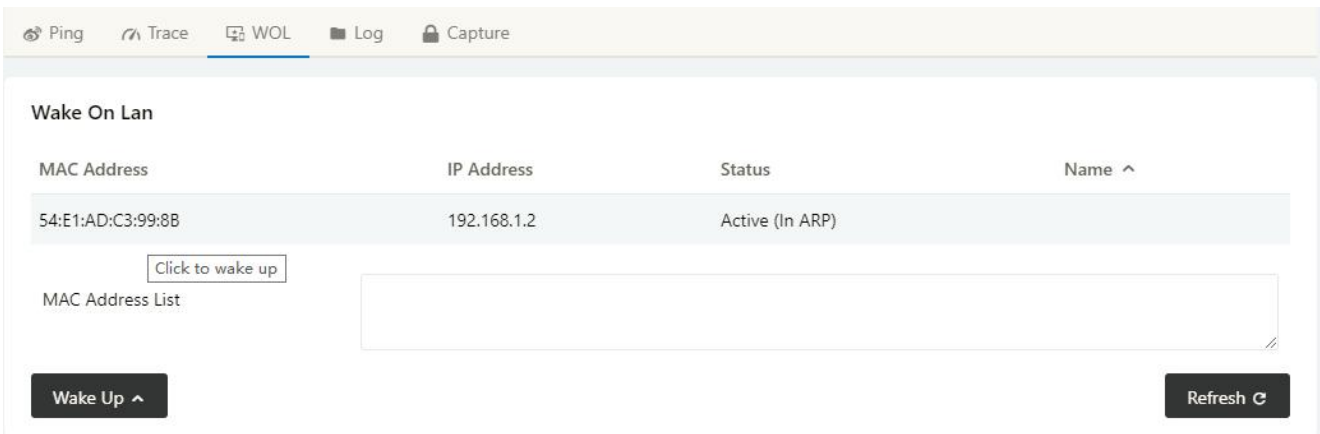 Ping Trace WOL Log Capture
Wake On Lan
MAC Address IP Address Status Name
54:E1:AD:C3:99:8B 192.168.1.2 Active (In ARP)
Click to wake up
MAC Address List
Wake Up Refresh